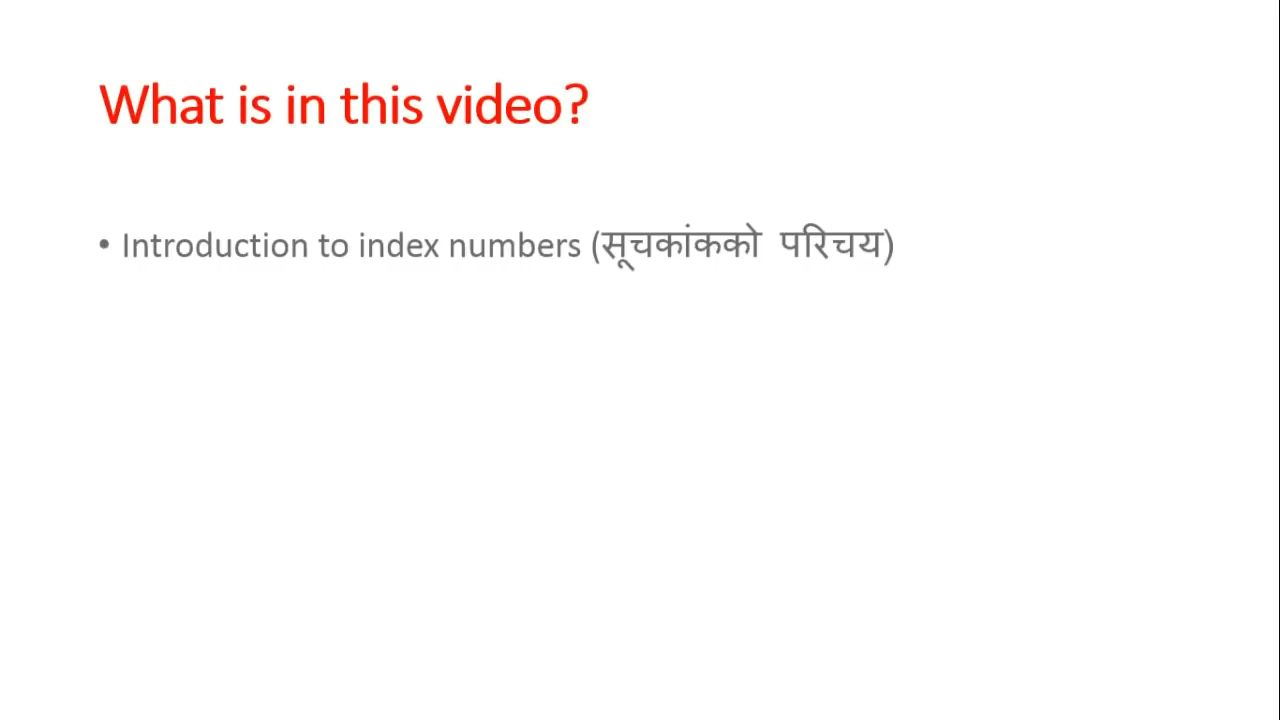 What is in this video?
• Introduction to index numbers (सूचकांकको परिचय)